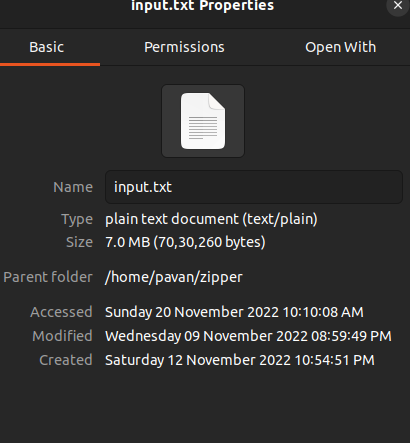 input.txt Properties
Basic Permissions Open With
Name input.txt
Type plain text document (text/plain)
Size 7.0 MB (70,30,260 bytes)
Parent folder /home/pavan/zipper
Accessed Sunday 20 November 2022 10:10:08 AM
Modified Wednesday 09 November 2022 08:59:49 PM
Created Saturday 12 November 2022 10:54:51 PM